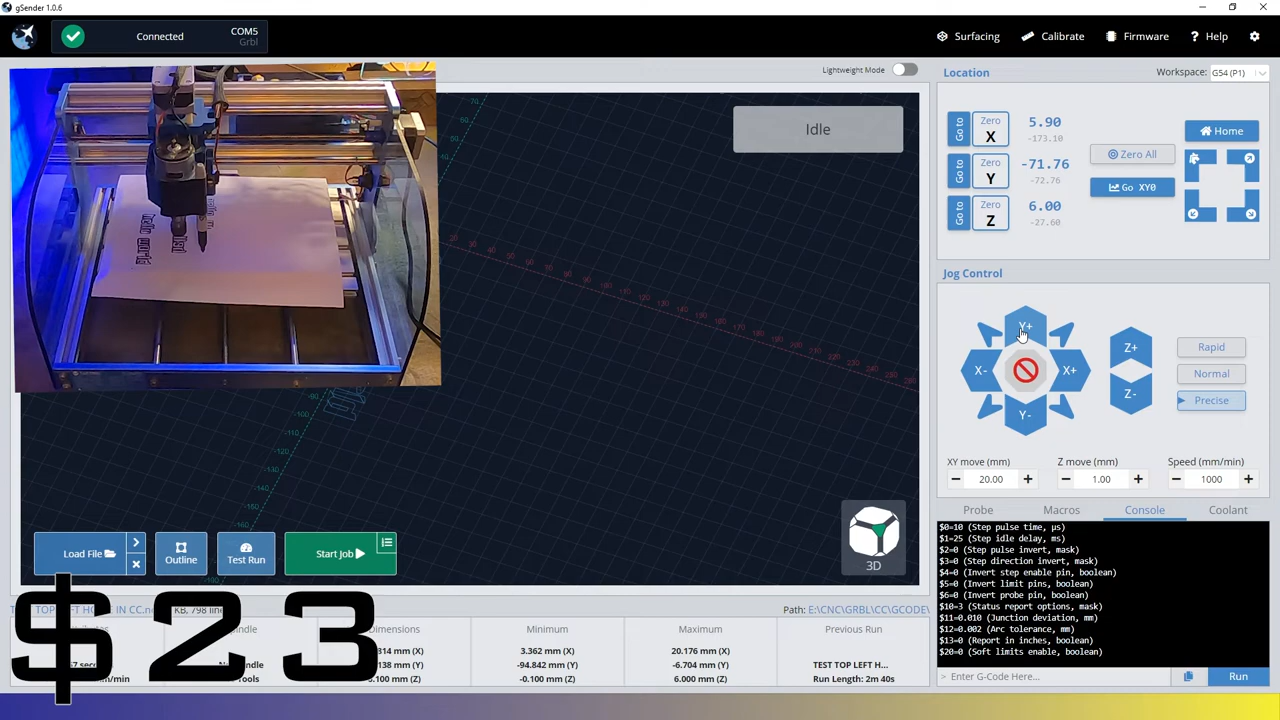 gSender 1.0.6
Connected
COM5
Grbl
Surfacing
Calibrate
Firmware
Help
Lightweight Mode
Idle
Location
Workspace: G54 (P1)
Go to
Zero
X
5.90
-173.10
Go to
Zero
Y
-71.76
-72.76
Go to
Zero
Z
6.00
-27.60
Zero All
Go XY0
Home
Jog Control
Y+
X-
X+
Y-
Z+
Z-
Rapid
Normal
Precise
XY move (mm)
Z move (mm)
Speed (mm/min)
20.00
1.00
1000
Probe
Macros
Console
Coolant
$0=10 (Step pulse time, µs)
$1=25 (Step idle delay, ms)
$2=0 (Step pulse invert, mask)
$3=0 (Step direction invert, mask)
$4=0 (Invert step enable pin, boolean)
$5=0 (Invert limit pins, boolean)
$6=0 (Invert probe pin, boolean)
$10=3 (Status report options, mask)
$11=0.010 (Junction deviation, mm)
$12=0.002 (Arc tolerance, mm)
$13=0 (Report in inches, boolean)
$20=0 (Soft limits enable, boolean)
> Enter G-Code Here...
Run
Load File
Outline
Test Run
Start Job
3D
$23
Path: E:\CNC\GRBL\CC\GCODE\
Dimensions
Minimum
Maximum
Previous Run
3.362 mm (X)
20.176 mm (X)
-94.842 mm (Y)
-6.704 mm (Y)
TEST TOP LEFT H...
-0.100 mm (Z)
6.000 mm (Z)
Run Length: 2m 40s